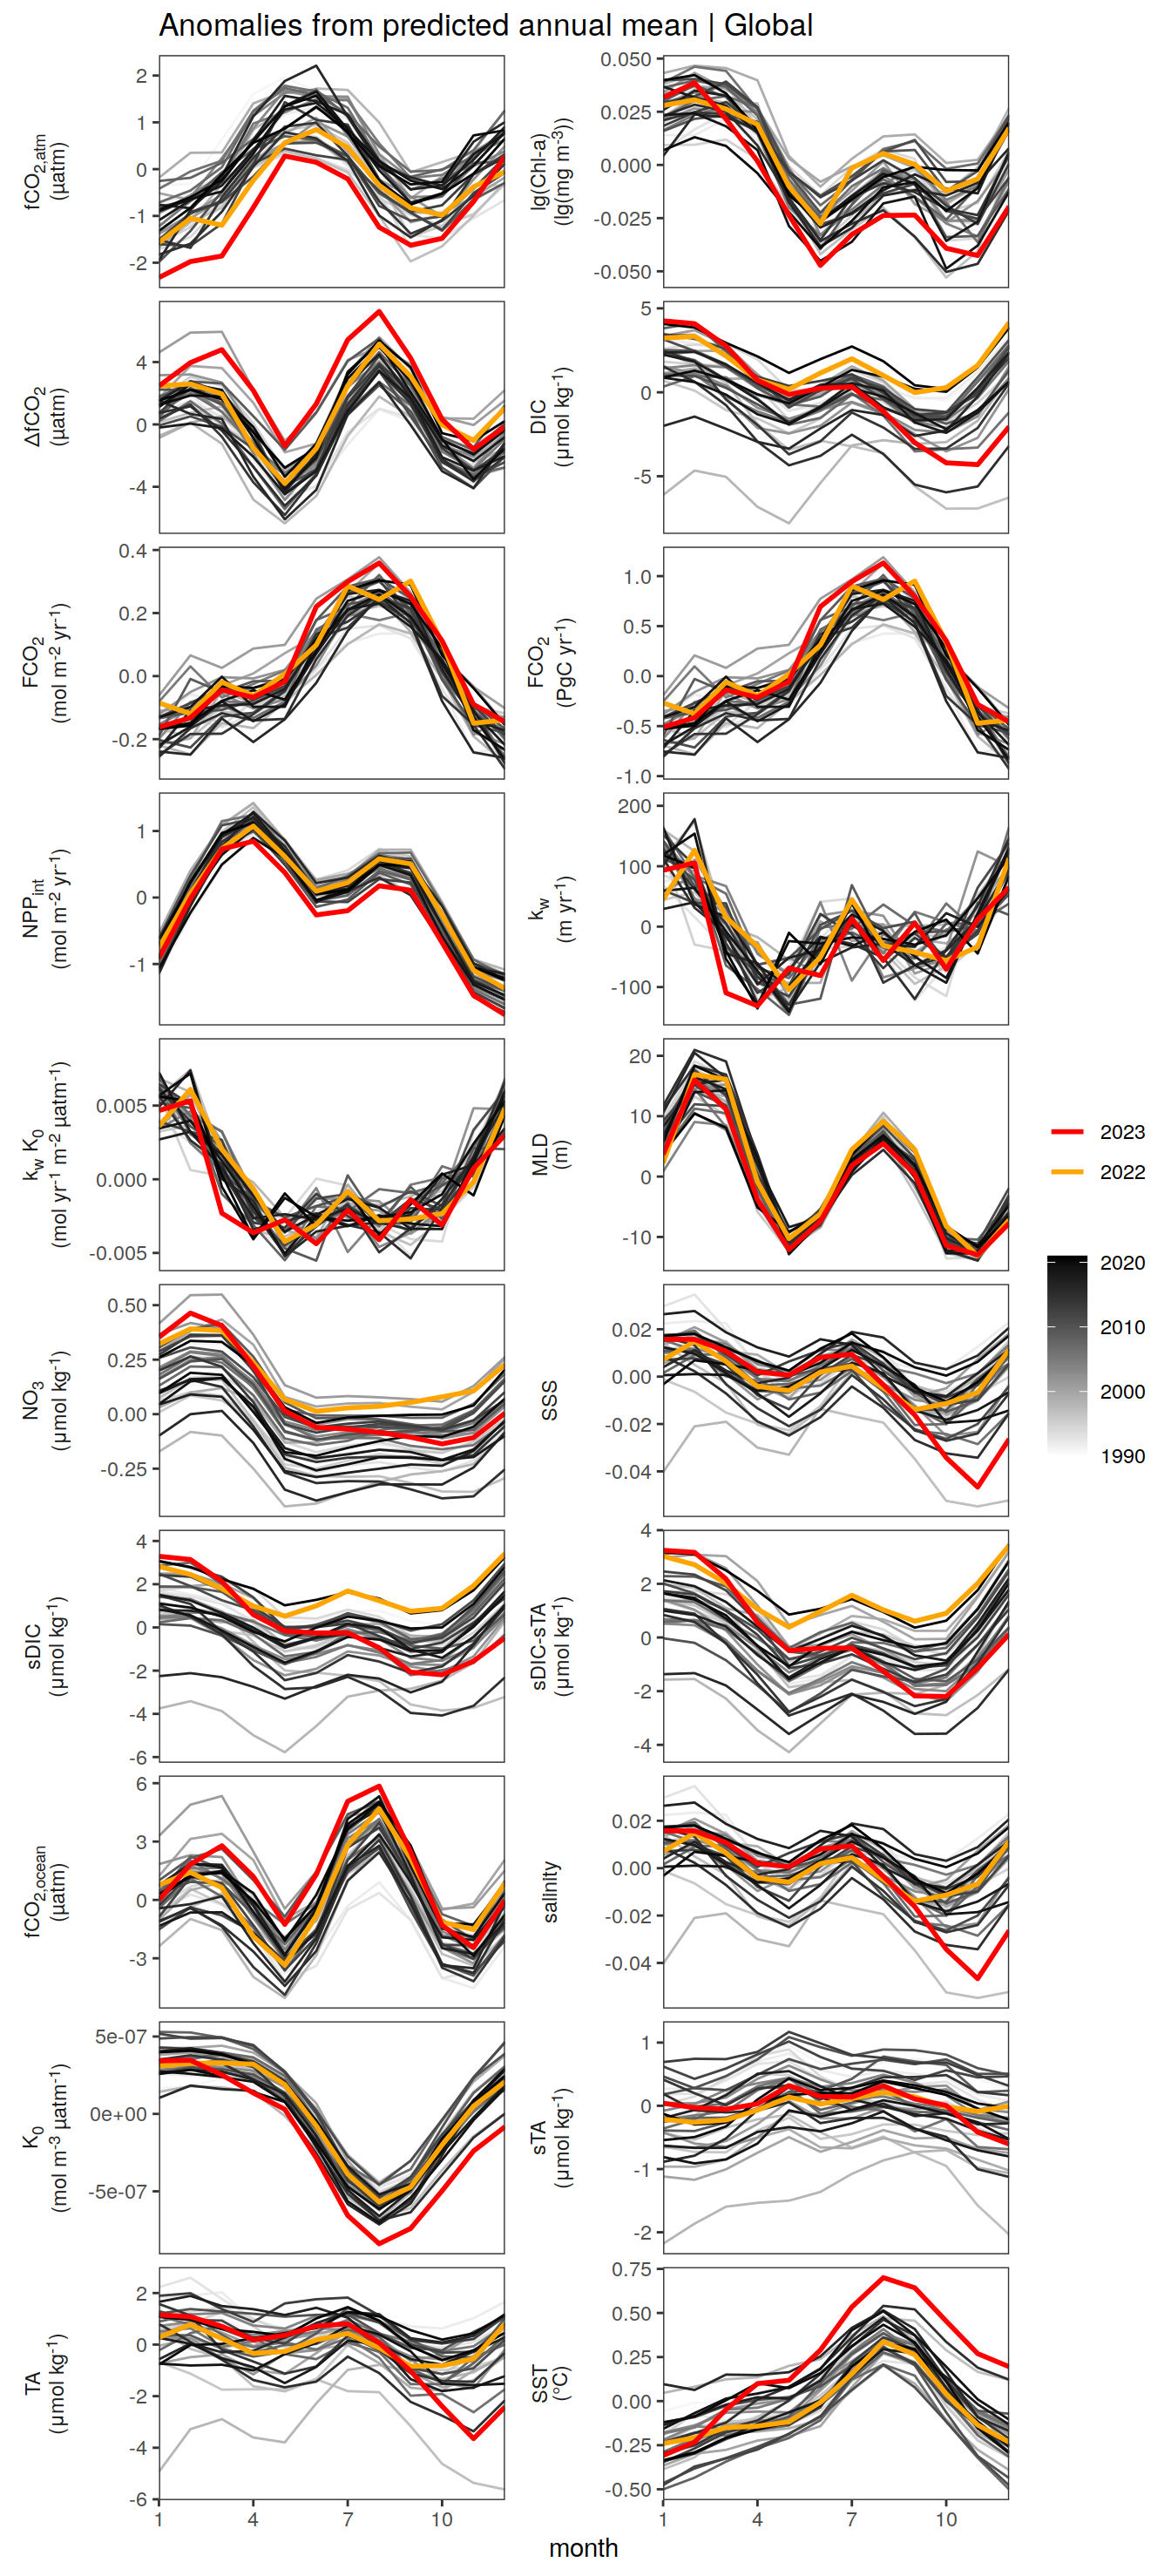 Anomalies from predicted annual mean | Global
fCO2,atm
(µatm)
2
1
0
-1
-2
lg(Chl-a)
(lg(mg m-3))
0.050
0.025
0.000
-0.025
-0.050
ΔfCO2
(µatm)
4
0
-4
DIC
(µmol kg-1)
5
0
-5
FCO2
(mol m-2 yr-1)
0.4
0.2
0.0
-0.2
FCO2
(PgC yr-1)
1.0
0.5
0.0
-0.5
-1.0
NPPint
(mol m-2 yr-1)
1
0
-1
kw
(m yr-1)
200
100
0
-100
kw K0
(mol yr-1 m-2 µatm-1)
0.005
0.000
-0.005
MLD
(m)
20
10
0
-10
2023
2022
2020
2010
2000
1990
NO3
(µmol kg-1)
0.50
0.25
0.00
-0.25
SSS
0.02
0.00
-0.02
-0.04
sDIC
(µmol kg-1)
4
2
0
-2
-4
-6
sDIC-sTA
(µmol kg-1)
4
2
0
-2
-4
fCO2,ocean
(µatm)
6
3
0
-3
salinity
0.02
0.00
-0.02
-0.04
K0
(mol m-3 µatm-1)
5e-07
0e+00
-5e-07
sTA
(µmol kg-1)
1
0
-1
-2
TA
(µmol kg-1)
2
0
-2
-4
-6
SST
(°C)
0.75
0.50
0.25
0.00
-0.25
-0.50
1 4 7 10
1 4 7 10
month